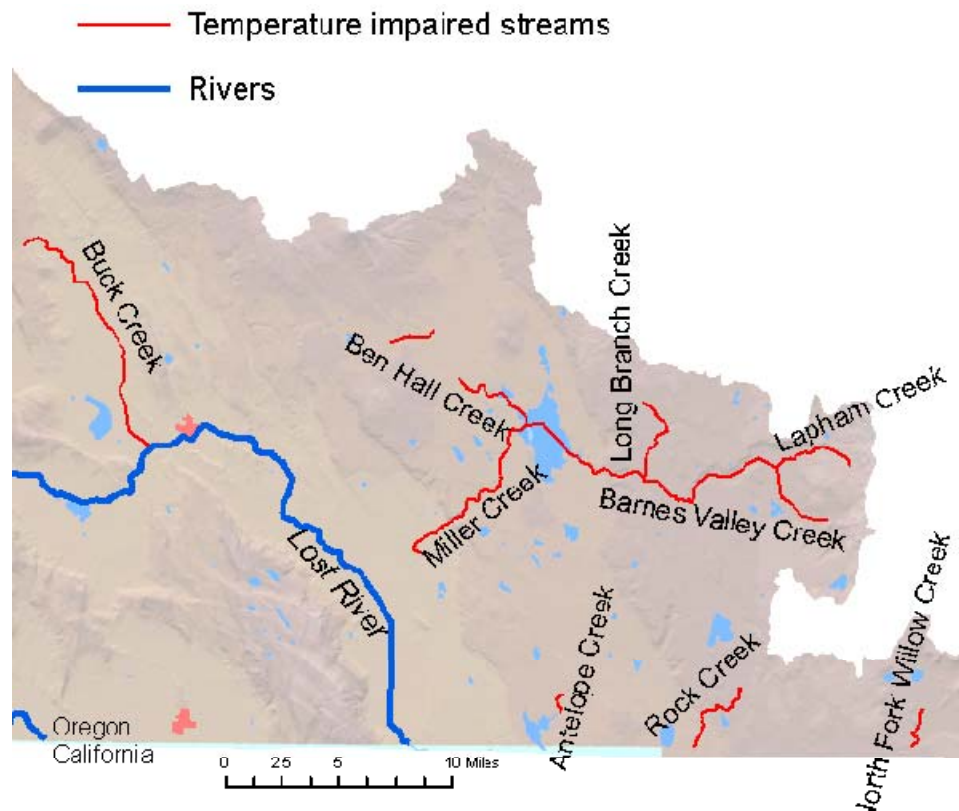 Temperature impaired streams
Rivers
Buck Creek
Ben Hall Creek
Long Branch Creek
Lapham Creek
Miller Creek
Barnes Valley Creek
Lost River
Antelope Creek
Rock Creek
North Fork Willow Creek
Oregon
California
0 25 5 10 Miles